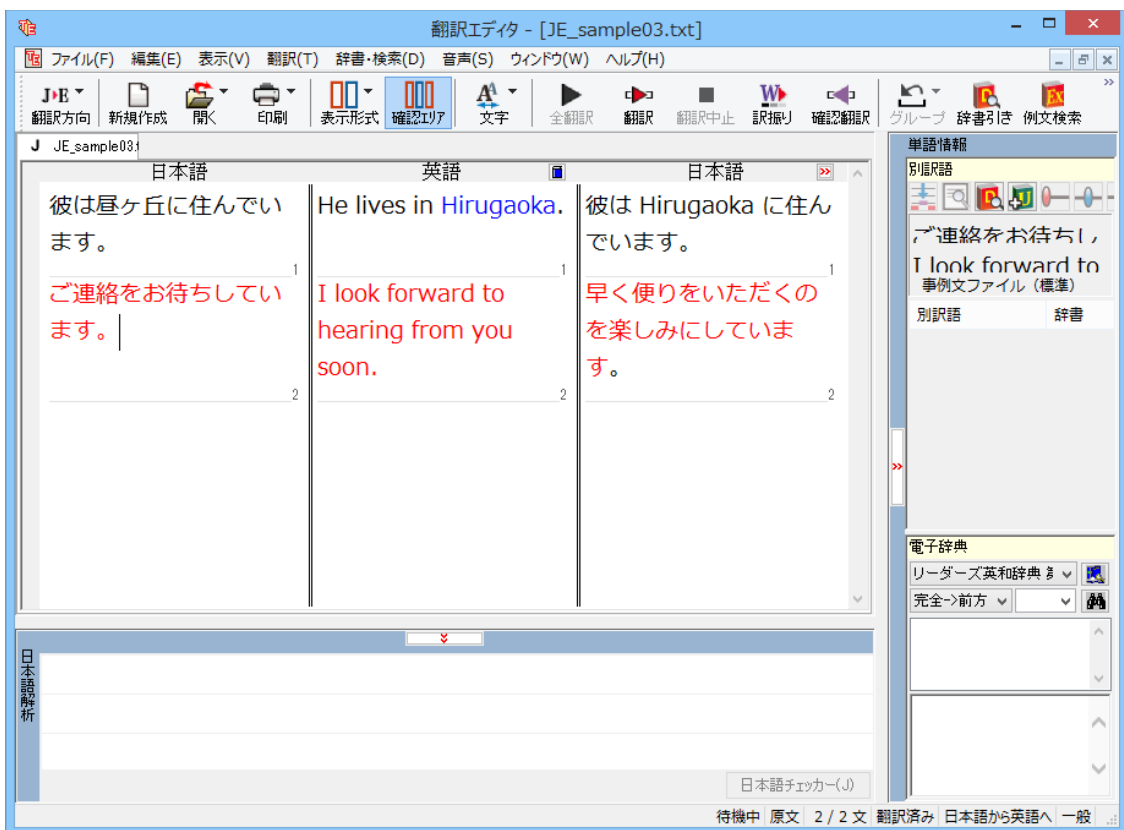 翻訳エディタ - [JE_sample03.txt]
ファイル(F) 編集(E) 表示(V) 翻訳(T) 辞書・検索(D) 音声(S) ウィンドウ(W) ヘルプ(H)
翻訳方向 新規作成 開く 印刷 表示形式 確認エリア 文字 全翻訳 翻訳 翻訳中止 訳振り 確認翻訳 グループ 辞書引き 例文検索
J JE_sample03.t
日本語 英語 日本語
彼は昼ヶ丘に住んでい
ます。
1
ご連絡をお待ちしてい
ます。
2
He lives in Hirugaoka.
1
I look forward to
hearing from you
soon.
2
彼は Hirugaoka に住ん
でいます。
1
早く便りをいただくの
を楽しみにしていま
す。
2
単語情報
別訳語
ご連絡をお待ちし
I look forward to
事例文ファイル（標準）
別訳語 辞書
電子辞典
リーダーズ英和辞典
完全->前方
日本語解析
日本語チェッカー(J)
待機中 原文 2 / 2 文 翻訳済み 日本語から英語へ 一般